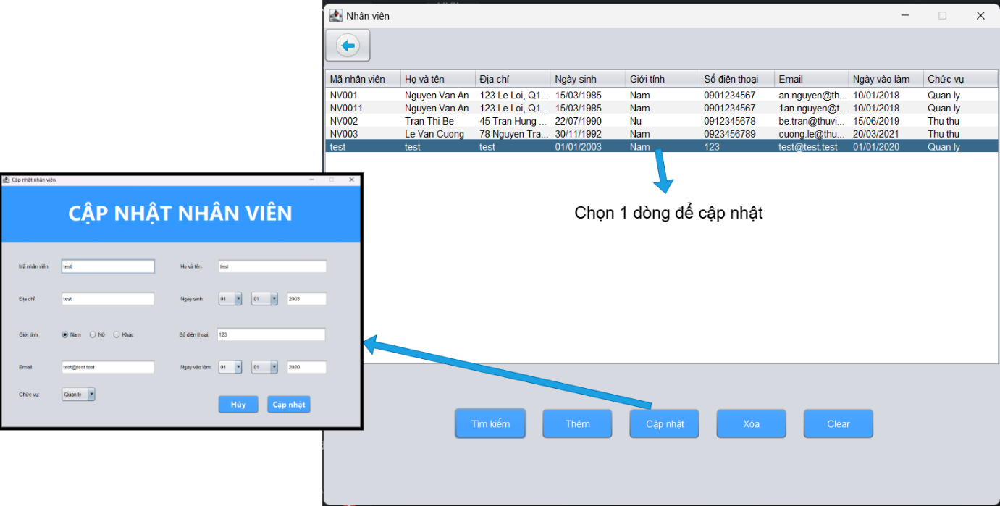 Nhân viên
Mã nhân viên Họ và tên Địa chỉ Ngày sinh Giới tính Số điện thoại Email Ngày vào làm Chức vụ
NV001 Nguyen Van An 123 Le Loi, Q1... 15/03/1985 Nam 0901234567 an.nguyen@th... 10/01/2018 Quan ly
NV0011 Nguyen Van An 123 Le Loi, Q1... 15/03/1985 Nam 0901234567 1an.nguyen@t... 10/01/2018 Quan ly
NV002 Tran Thi Be 45 Tran Hung ... 22/07/1990 Nu 0912345678 be.tran@thuvi... 15/06/2019 Thu thu
NV003 Le Van Cuong 78 Nguyen Tra... 30/11/1992 Nam 0923456789 cuong.le@thu... 20/03/2021 Thu thu
test test test 01/01/2003 Nam 123 test@test.test 01/01/2020 Quan ly
Chọn 1 dòng để cập nhật
Cập nhật nhân viên
CẬP NHẬT NHÂN VIÊN
Mã nhân viên: test Họ và tên: test
Địa chỉ: test Ngày sinh: 01 01 2003
Giới tính: Nam Nữ Khác Số điện thoại: 123
Email: test@test.test Ngày vào làm: 01 01 2020
Chức vụ: Quan ly
Hủy Cập nhật
Tìm kiếm Thêm Cập nhật Xóa Clear